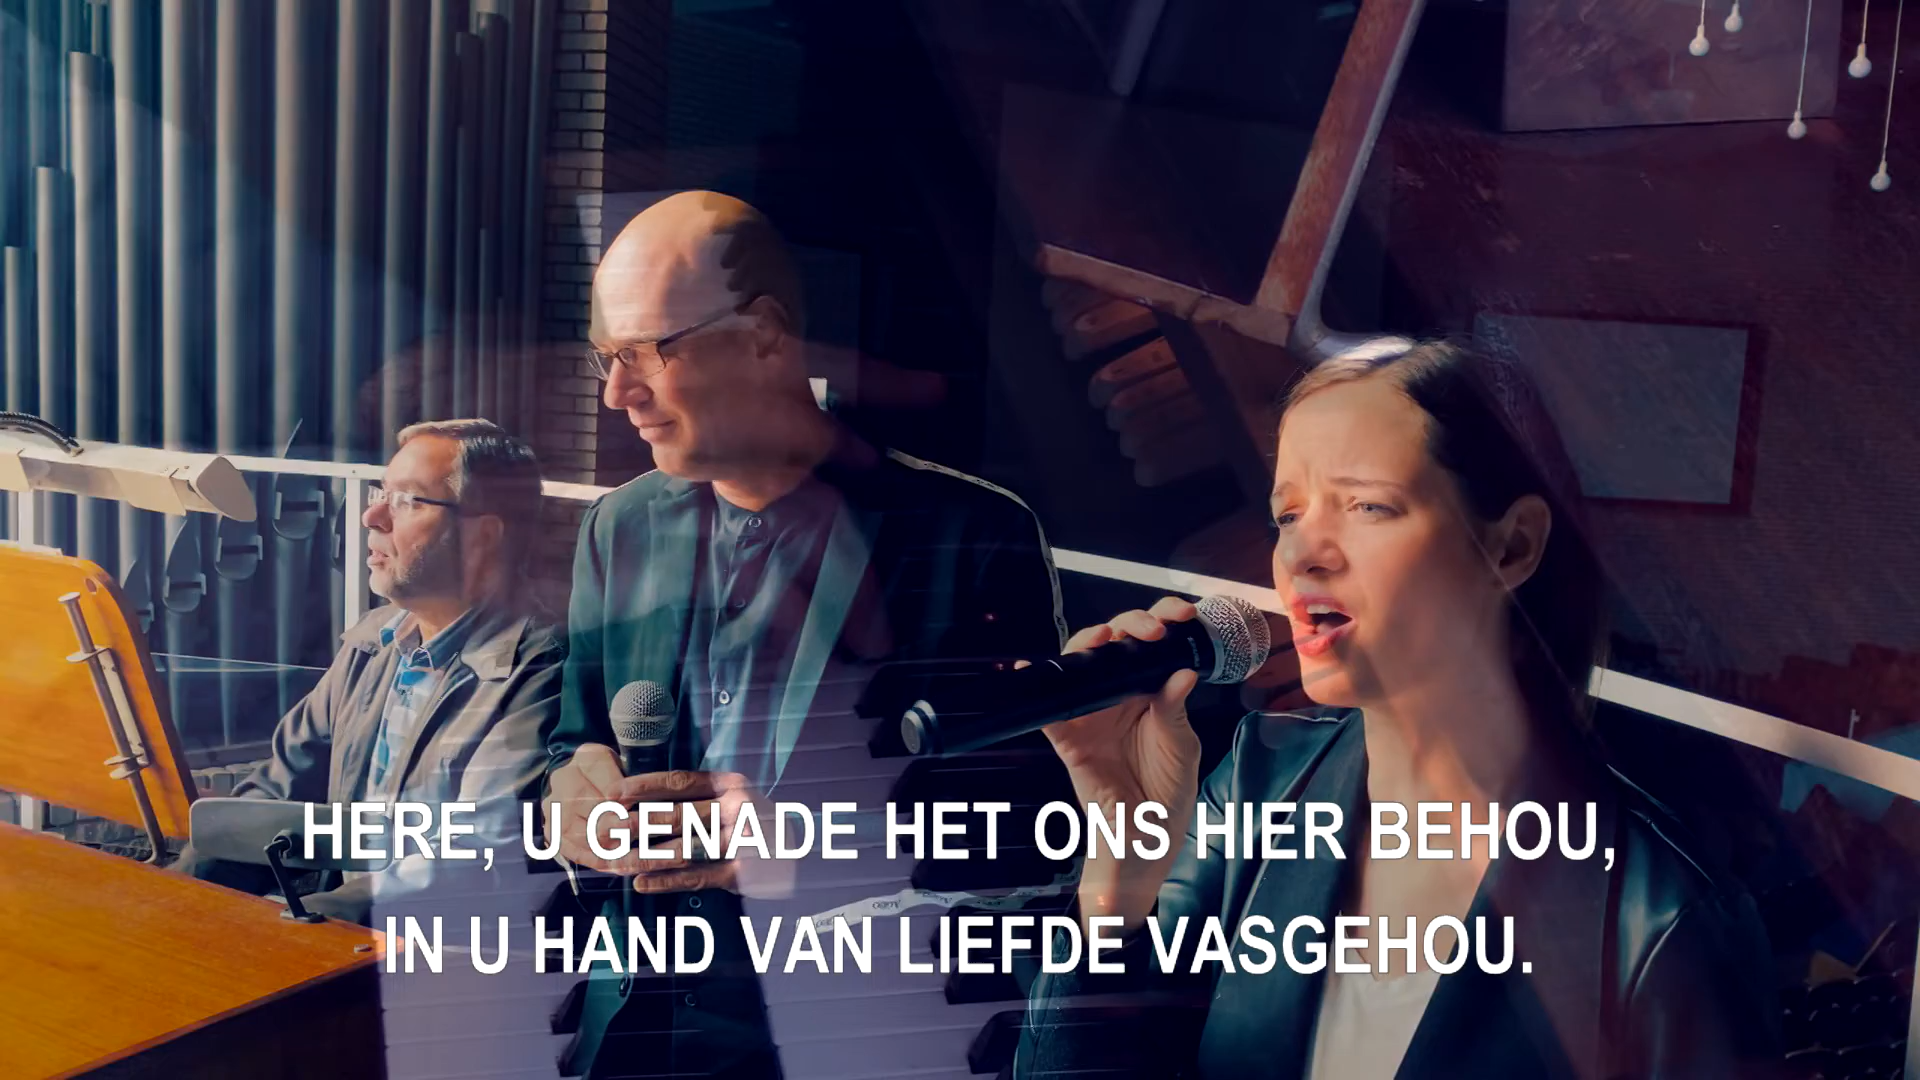 HERE, U GENADE HET ONS HIER BEHOU,
IN U HAND VAN LIEFDE VASGEHOU.